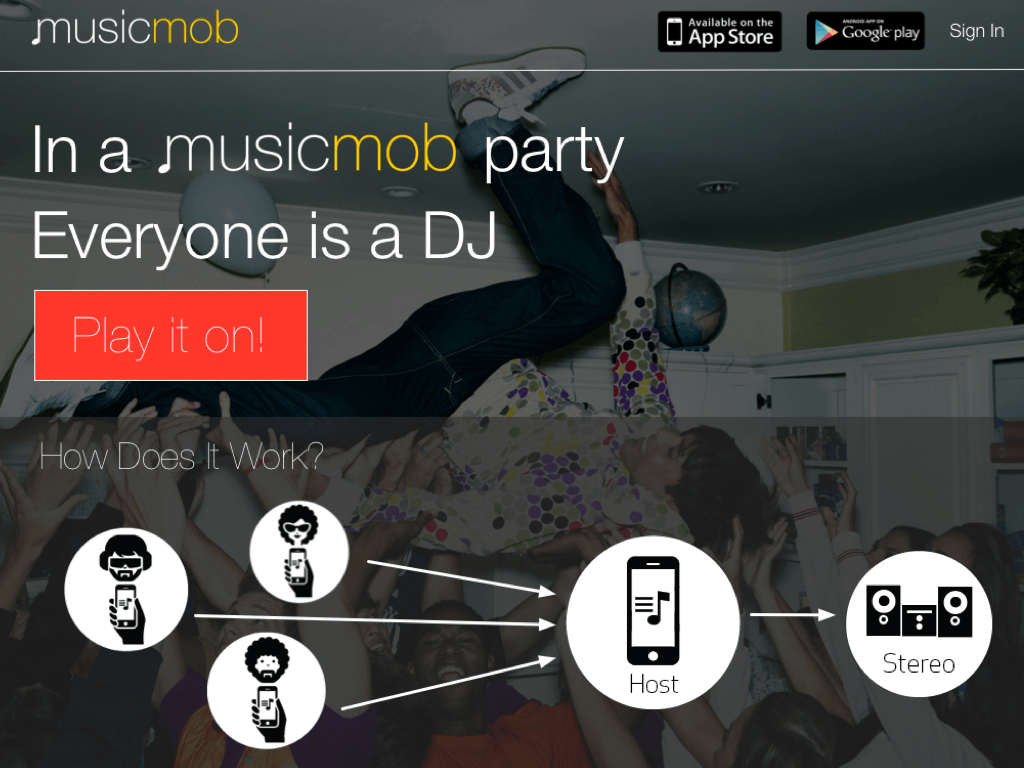 musicmob
Available on the
App Store
ANDROID APP ON
Google play
Sign In
In a musicmob party
Everyone is a DJ
Play it on!
How Does It Work?
Host
Stereo